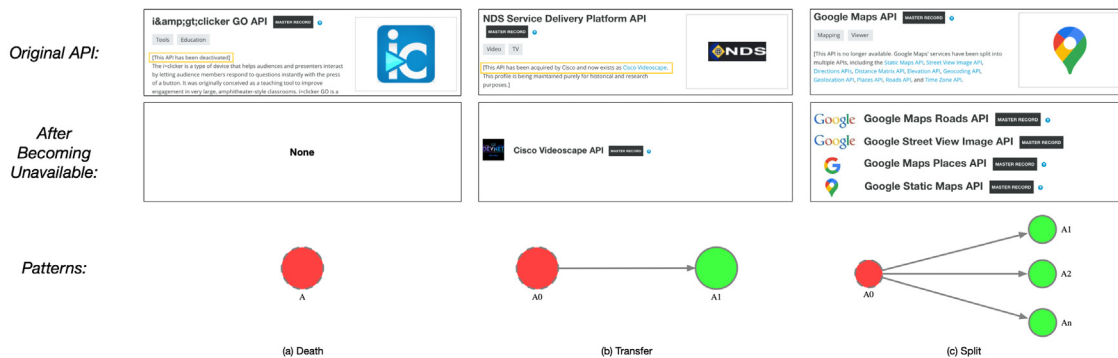 Original API:
i&amp;gt;clicker GO API MASTER RECORD
Tools Education
[This API has been deactivated]
The i>clicker is a type of device that helps audiences and presenters interact
by letting audience members respond to questions instantly with the press
of a button. It was originally conceived as a teaching tool to improve
engagement in very large, amphitheater-style classrooms. i>clicker GO is a
ic
NDS Service Delivery Platform API
MASTER RECORD
Video TV
[This API has been acquired by Cisco and now exists as Cisco Videoscape.
This profile is being maintained purely for historical and research
purposes.]
NDS
Google Maps API MASTER RECORD
Mapping Viewer
[This API is no longer available. Google Maps' services have been split into
multiple APIs, including the Static Maps API, Street View Image API,
Directions APIs, Distance Matrix API, Elevation API, Geocoding API,
Geolocation API, Places API, Roads API, and Time Zone API.
After
Becoming
Unavailable:
None
DEVNET
Cisco Videoscape API MASTER RECORD
Google Google Maps Roads API MASTER RECORD
Google Google Street View Image API MASTER RECORD
G Google Maps Places API MASTER RECORD
Google Static Maps API MASTER RECORD
Patterns:
A
A0
A1
A0
A1
A2
An
(a) Death
(b) Transfer
(c) Split